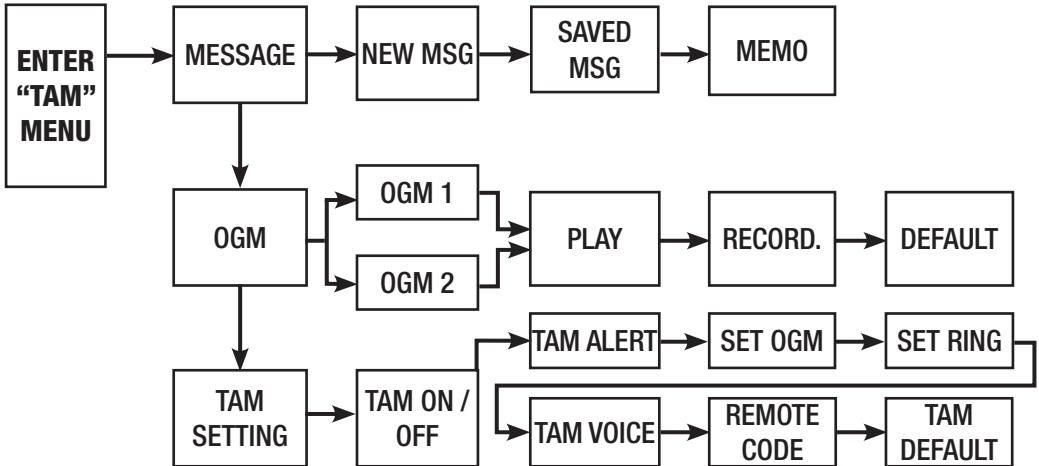 ENTER
“TAM”
MENU
MESSAGE
NEW MSG
SAVED
MSG
MEMO
OGM
OGM 1
OGM 2
PLAY
RECORD.
DEFAULT
TAM
SETTING
TAM ON /
OFF
TAM ALERT
SET OGM
SET RING
TAM VOICE
REMOTE
CODE
TAM
DEFAULT